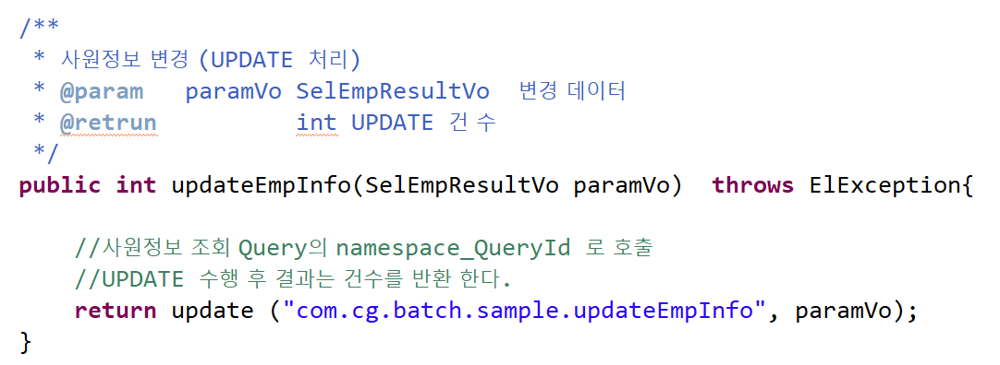 /**
 * 사원정보 변경 (UPDATE 처리)
 * @param   paramVo SelEmpResultVo  변경 데이터
 * @retrun          int UPDATE 건 수
 */
public int updateEmpInfo(SelEmpResultVo paramVo)  throws ElException{
    //사원정보 조회 Query의 namespace_QueryId 로 호출
    //UPDATE 수행 후 결과는 건수를 반환 한다.
    return update ("com.cg.batch.sample.updateEmpInfo", paramVo);
}